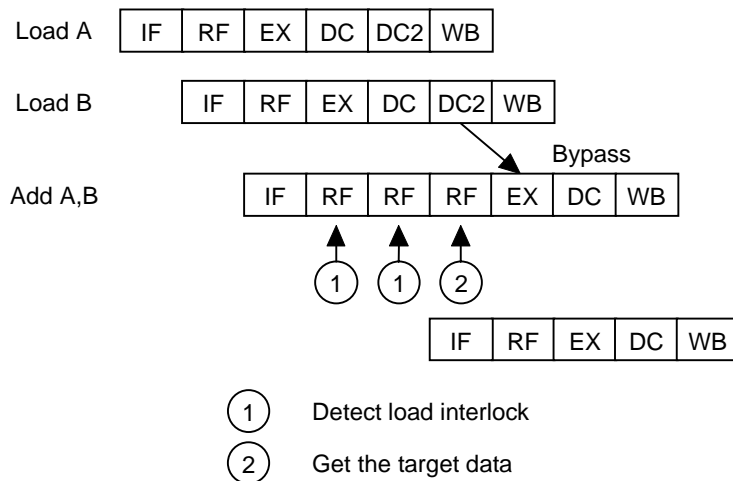 Load A IF RF EX DC DC2 WB
Load B IF RF EX DC DC2 WB
Bypass
Add A,B IF RF RF RF EX DC WB
1 1 2
IF RF EX DC WB
1 Detect load interlock
2 Get the target data